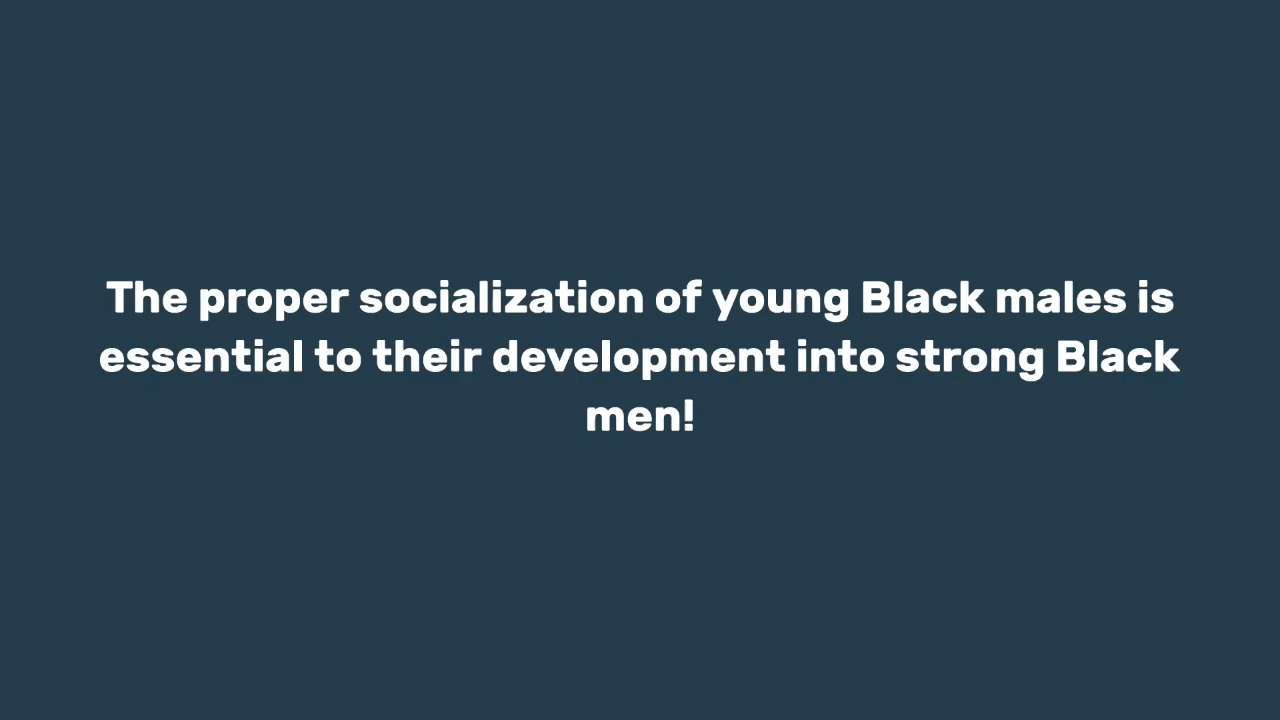 The proper socialization of young Black males is
essential to their development into strong Black
men!